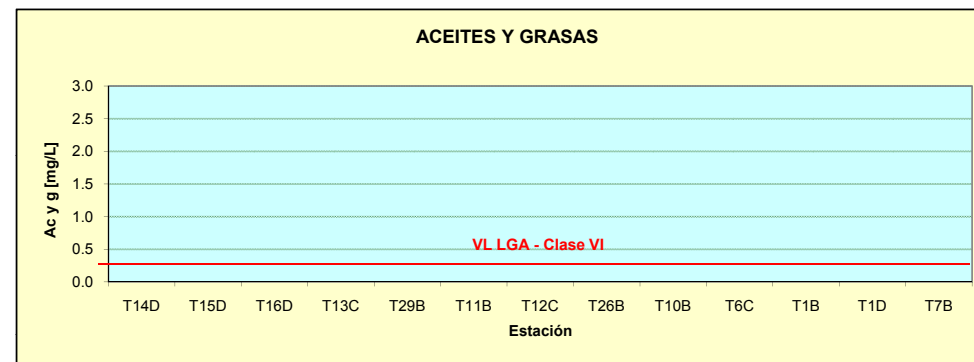 ACEITES Y GRASAS
3.0
2.5
2.0
1.5
1.0
0.5
0.0
Ac y g [mg/L]
VL LGA - Clase VI
T14D T15D T16D T13C T29B T11B T12C T26B T10B T6C T1B T1D T7B
Estación